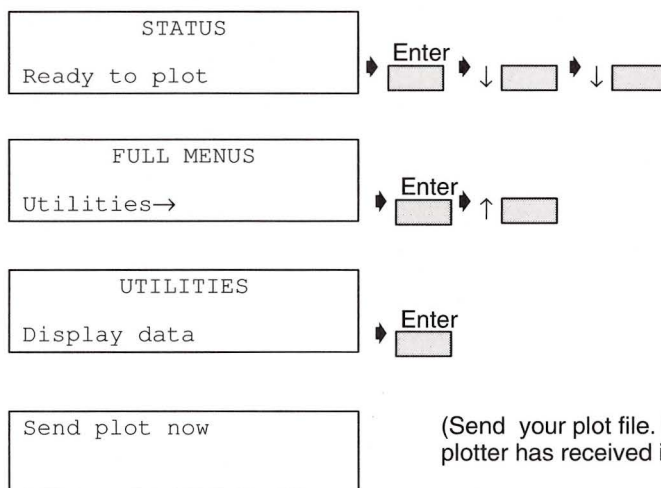 STATUS
Ready to plot
Enter
↓ ↓
FULL MENUS
Utilities→
Enter
↑
UTILITIES
Display data
Enter
Send plot now
(Send your plot file.
plotter has received